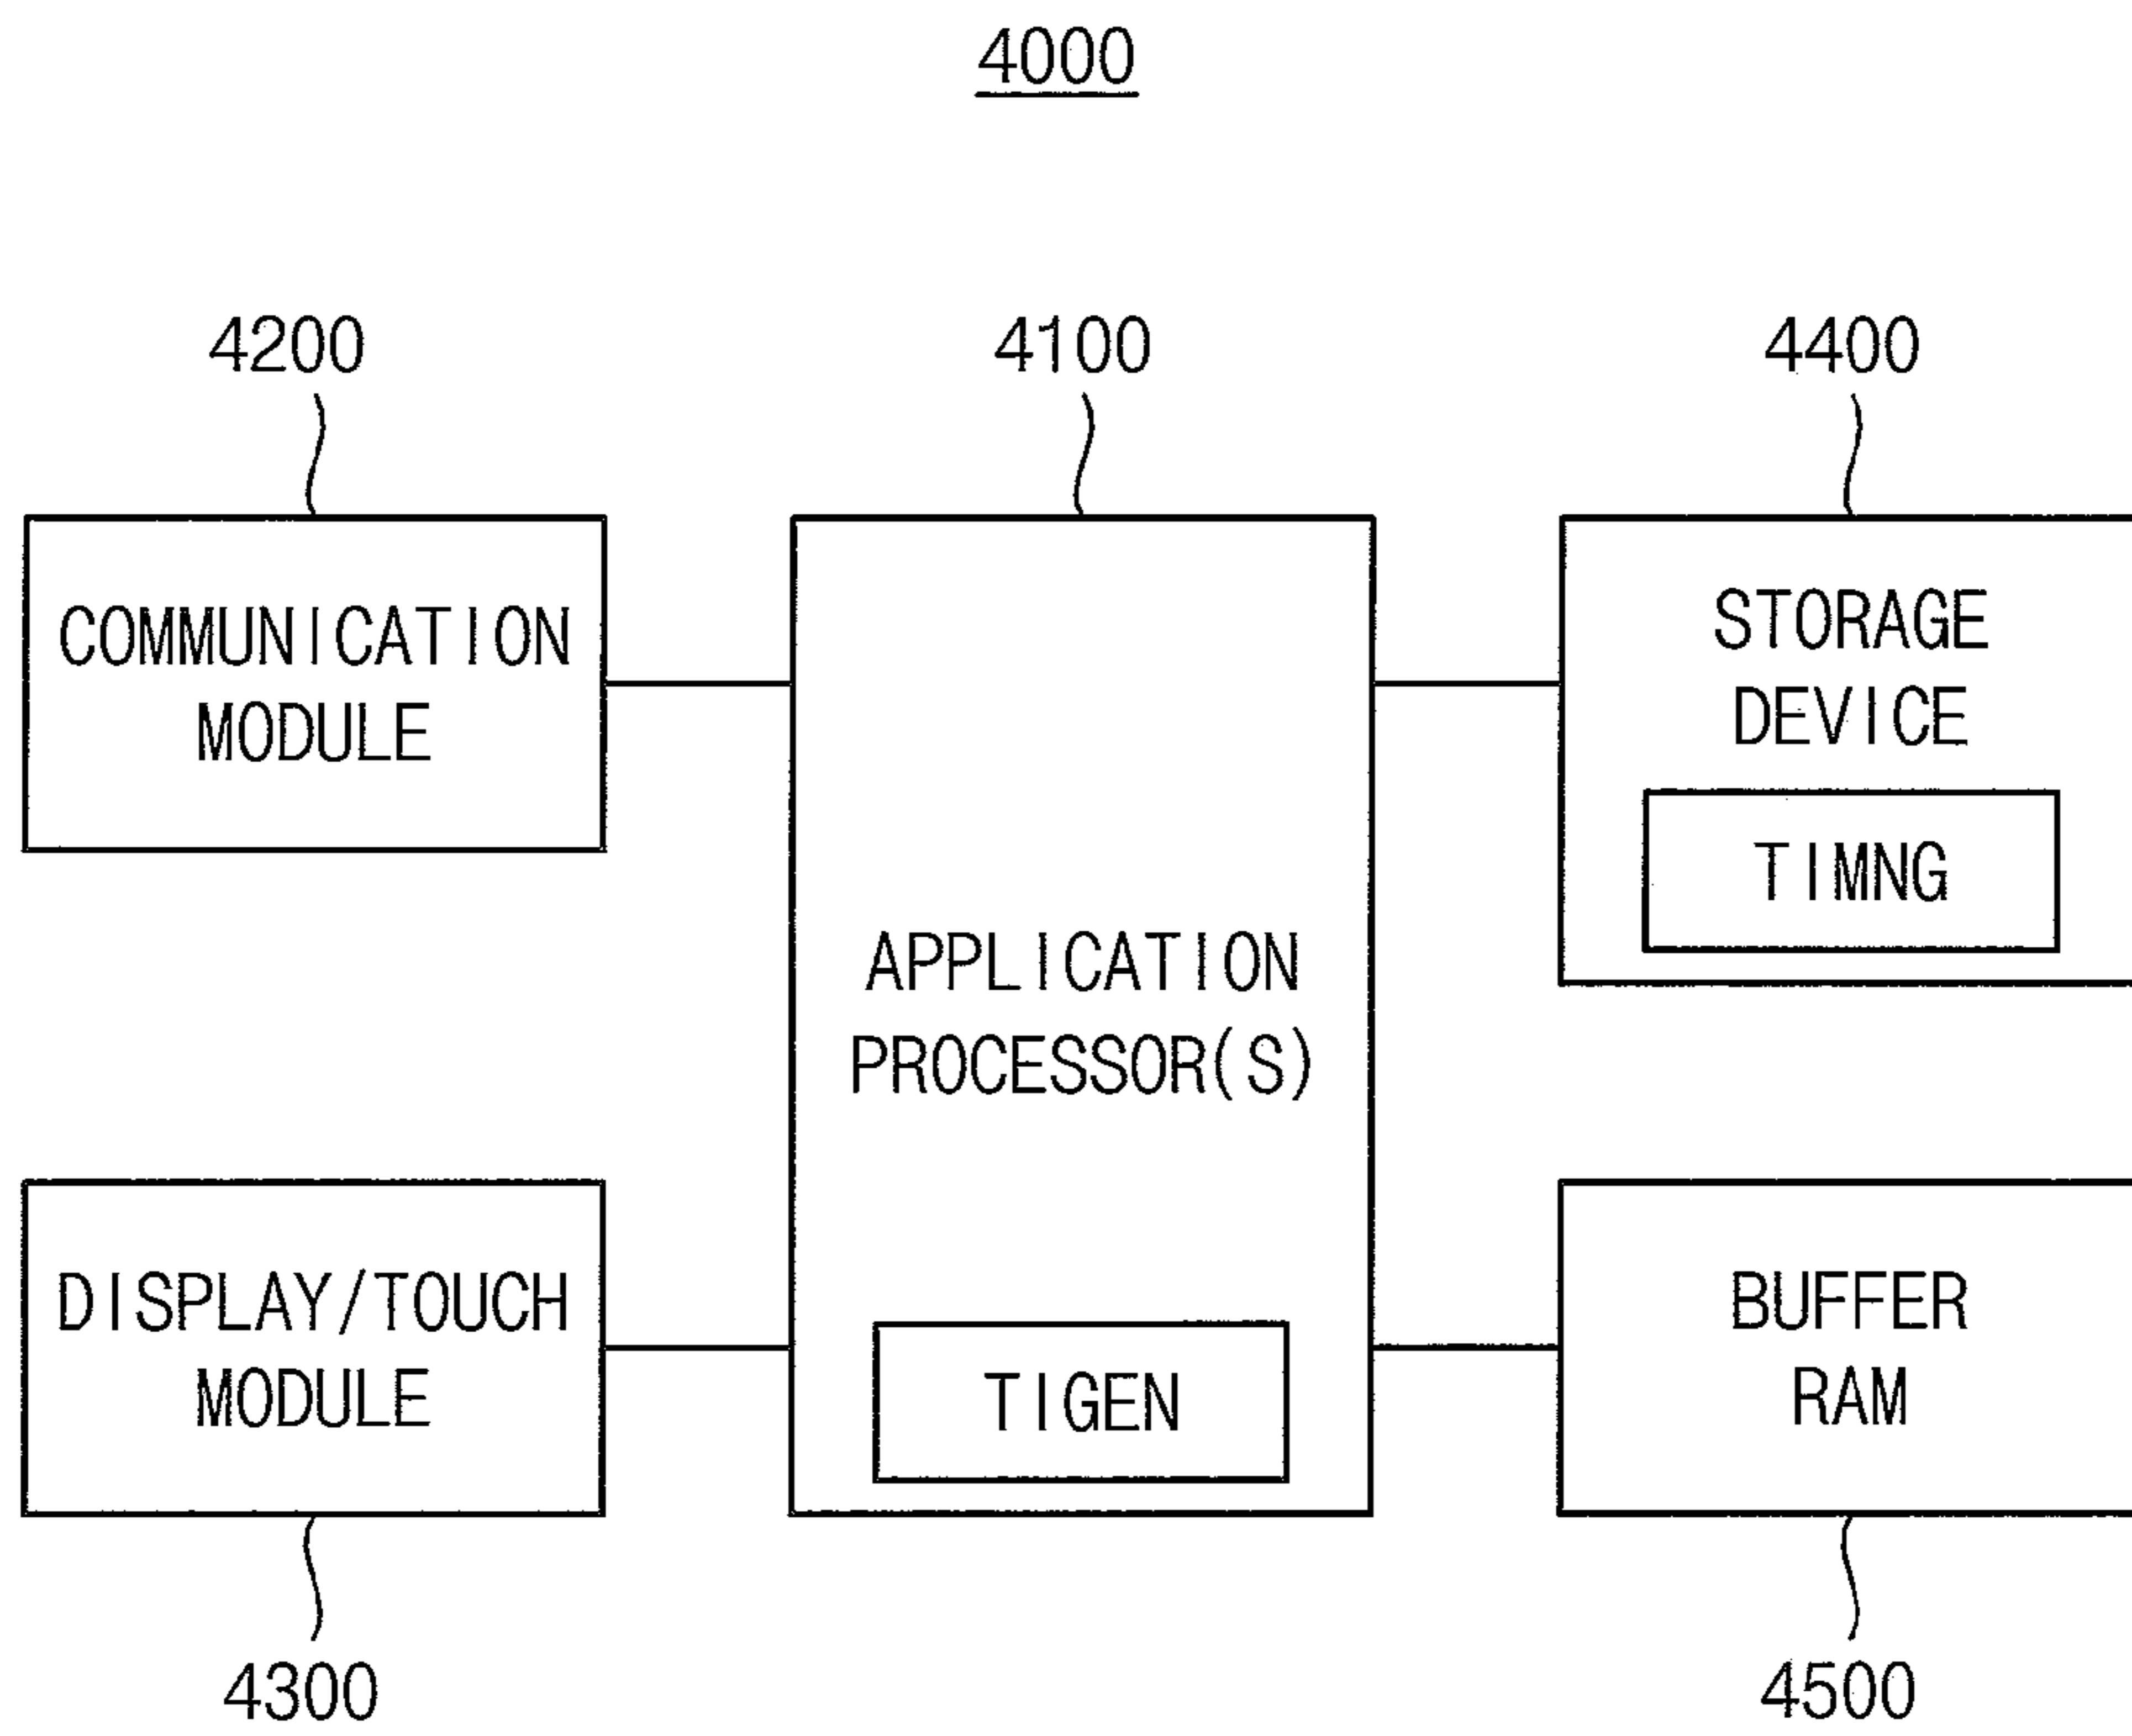 4000
4200
4100
4400
COMMUNICATION
MODULE
STORAGE
DEVICE
TIMNG
APPLICATION
PROCESSOR(S)
TIGEN
DISPLAY/TOUCH
MODULE
BUFFER
RAM
4300
4500